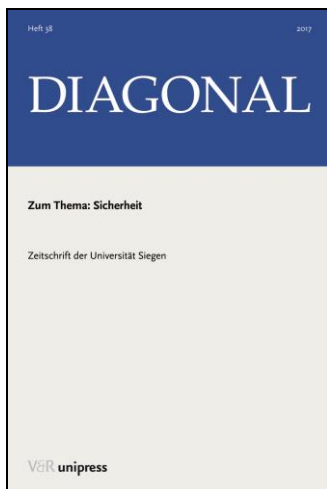 Heft 38 2017
DIAGONAL
Zum Thema: Sicherheit
Zeitschrift der Universität Siegen
V&R unipress